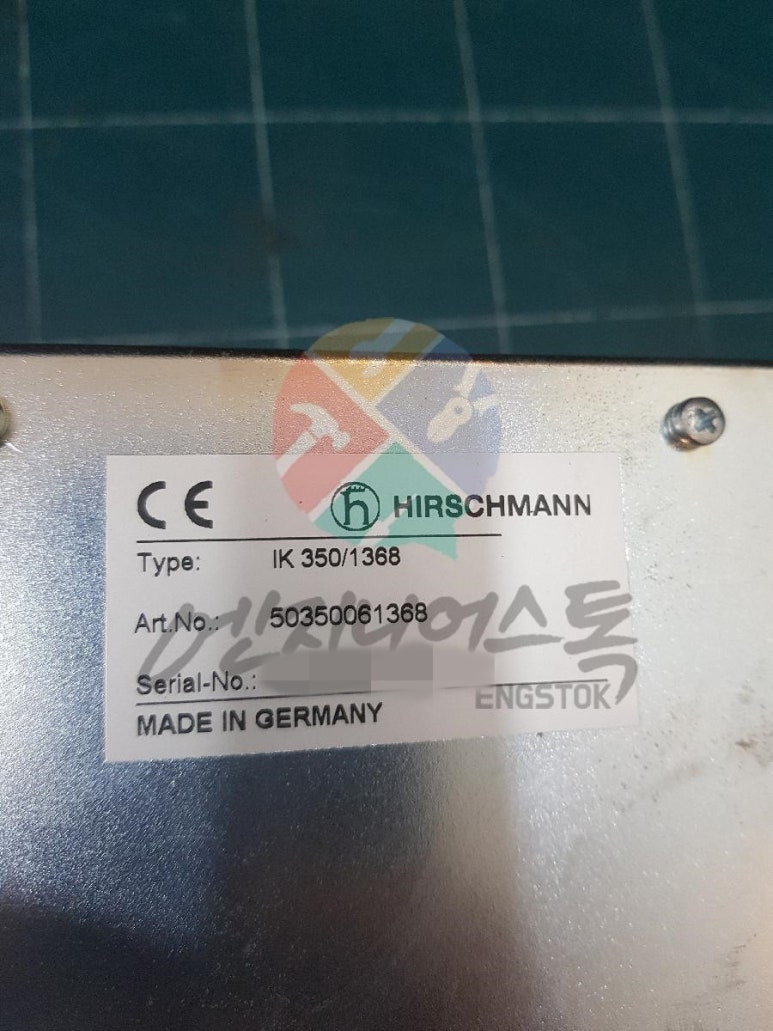 CE HIRSCHMANN
Type: IK 350/1368
Art.No.: 50350061368
엔지니어스톡
Serial-No.:
ENGSTOK
MADE IN GERMANY